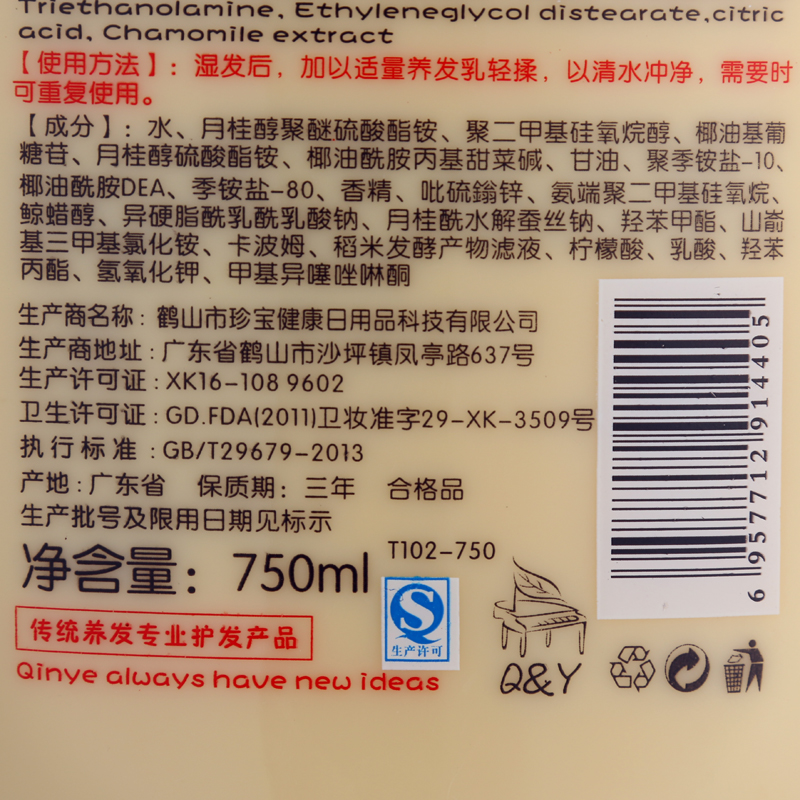 Triethanolamine, Ethyleneglycol distearate,citric
acid, Chamomile extract
【使用方法】：湿发后，加以适量养发乳轻揉，以清水冲净，需要时
可重复使用。
【成分】：水、月桂醇聚醚硫酸酯铵、聚二甲基硅氧烷醇、椰油基葡
糖苷、月桂醇硫酸酯铵、椰油酰胺丙基甜菜碱、甘油、聚季铵盐-10、
椰油酰胺DEA、季铵盐-80、香精、吡硫鎓锌、氨端聚二甲基硅氧烷、
鲸蜡醇、异硬脂酰乳酰乳酸钠、月桂酰水解蚕丝钠、羟苯甲酯、山嵛
基三甲基氯化铵、卡波姆、稻米发酵产物滤液、柠檬酸、乳酸、羟苯
丙酯、氢氧化钾、甲基异噻唑啉酮
生产商名称：鹤山市珍宝健康日用品科技有限公司
生产商地址：广东省鹤山市沙坪镇凤亭路637号
生产许可证：XK16-108 9602
卫生许可证：GD.FDA(2011)卫妆准字29-XK-3509号
执行标准：GB/T29679-2013
产地：广东省 保质期：三年 合格品
生产批号及限用日期见标示
净含量：750ml
T102-750
生产许可
传统养发专业护发产品
Qinye always have new ideas
Q&Y
6 957712 914405